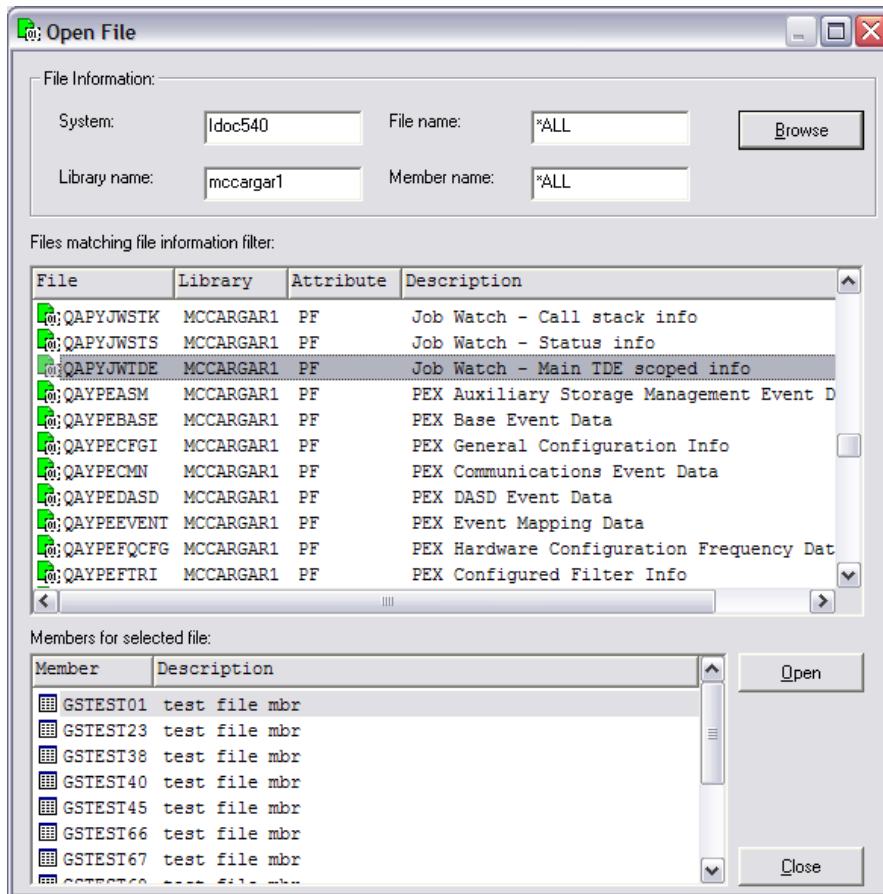 Open File
File Information:
System: Idoc540 File name: *ALL Browse
Library name: mccargar1 Member name: *ALL
Files matching file information filter:
File Library Attribute Description
QAPYJWSTK MCCARGAR1 PF Job Watch - Call stack info
QAPYJWSTS MCCARGAR1 PF Job Watch - Status info
QAPYJWTDE MCCARGAR1 PF Job Watch - Main TDE scoped info
QAYPEASM MCCARGAR1 PF PEX Auxiliary Storage Management Event D
QAYPEBASE MCCARGAR1 PF PEX Base Event Data
QAYPECFGI MCCARGAR1 PF PEX General Configuration Info
QAYPECMN MCCARGAR1 PF PEX Communications Event Data
QAYPEDASD MCCARGAR1 PF PEX DASD Event Data
QAYPEEVENT MCCARGAR1 PF PEX Event Mapping Data
QAYPEFQCFG MCCARGAR1 PF PEX Hardware Configuration Frequency Dat
QAYPEFTRI MCCARGAR1 PF PEX Configured Filter Info
Members for selected file:
Member Description
Open
GSTEST01 test file mbr
GSTEST23 test file mbr
GSTEST38 test file mbr
GSTEST40 test file mbr
GSTEST45 test file mbr
GSTEST66 test file mbr
GSTEST67 test file mbr
Close